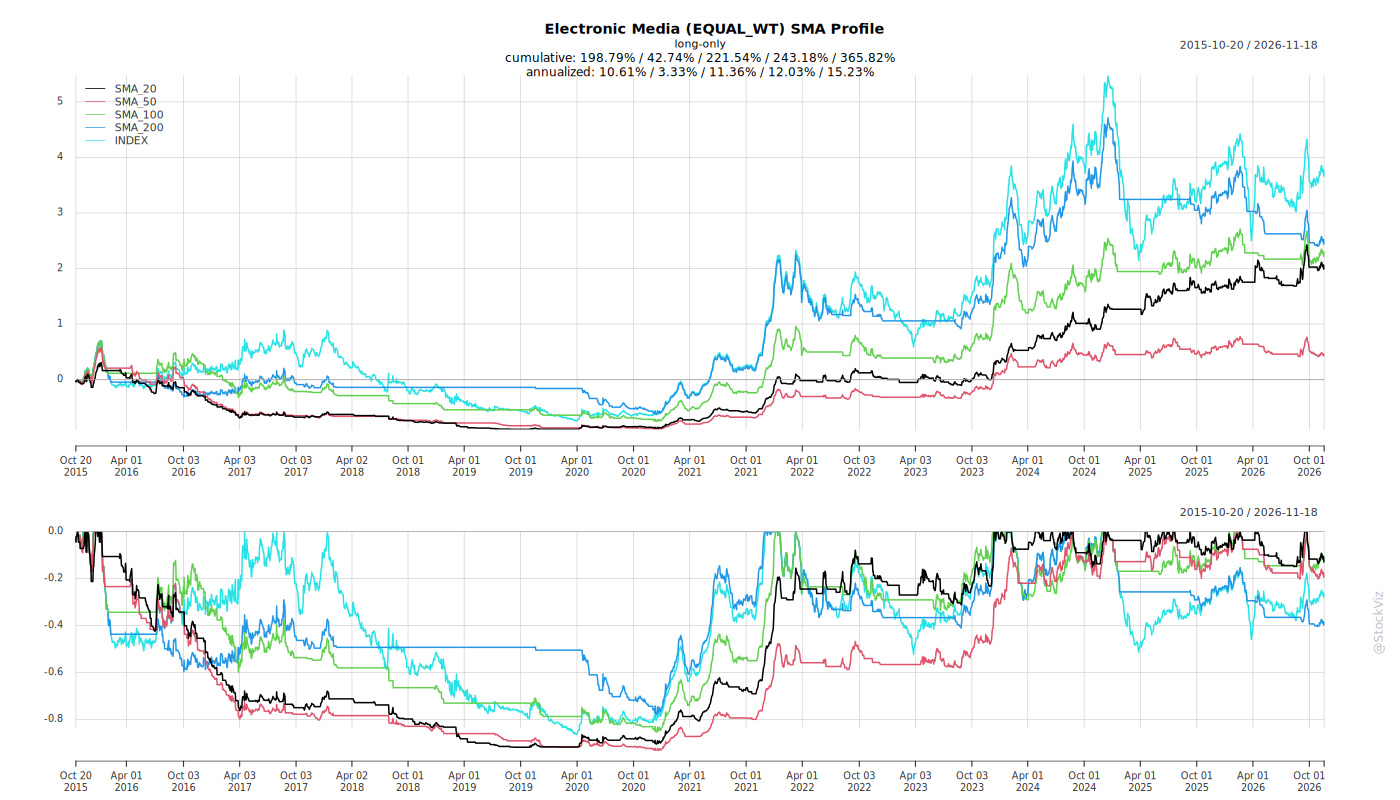 Electronic Media (EQUAL_WT) SMA Profile
long-only
cumulative: 198.79% / 42.74% / 221.54% / 243.18% / 365.82%
annualized: 10.61% / 3.33% / 11.36% / 12.03% / 15.23%
2015-10-20 / 2026-11-18
SMA_20
SMA_50
SMA_100
SMA_200
INDEX
5
4
3
2
1
0
Oct 20 Apr 01 Oct 03 Apr 03 Oct 03 Apr 02 Oct 01 Apr 01 Oct 01 Apr 01 Oct 01 Apr 01 Oct 01 Apr 01 Oct 03 Apr 03 Oct 03 Apr 01 Oct 01 Apr 01 Oct 01 Apr 01 Oct 01
2015 2016 2016 2017 2017 2018 2018 2019 2019 2020 2020 2021 2021 2022 2022 2023 2023 2024 2024 2025 2025 2026 2026
2015-10-20 / 2026-11-18
0.0
-0.2
-0.4
-0.6
-0.8
Oct 20 Apr 01 Oct 03 Apr 03 Oct 03 Apr 02 Oct 01 Apr 01 Oct 01 Apr 01 Oct 01 Apr 01 Oct 01 Apr 01 Oct 03 Apr 03 Oct 03 Apr 01 Oct 01 Apr 01 Oct 01 Apr 01 Oct 01
2015 2016 2016 2017 2017 2018 2018 2019 2019 2020 2020 2021 2021 2022 2022 2023 2023 2024 2024 2025 2025 2026 2026
@StockViz